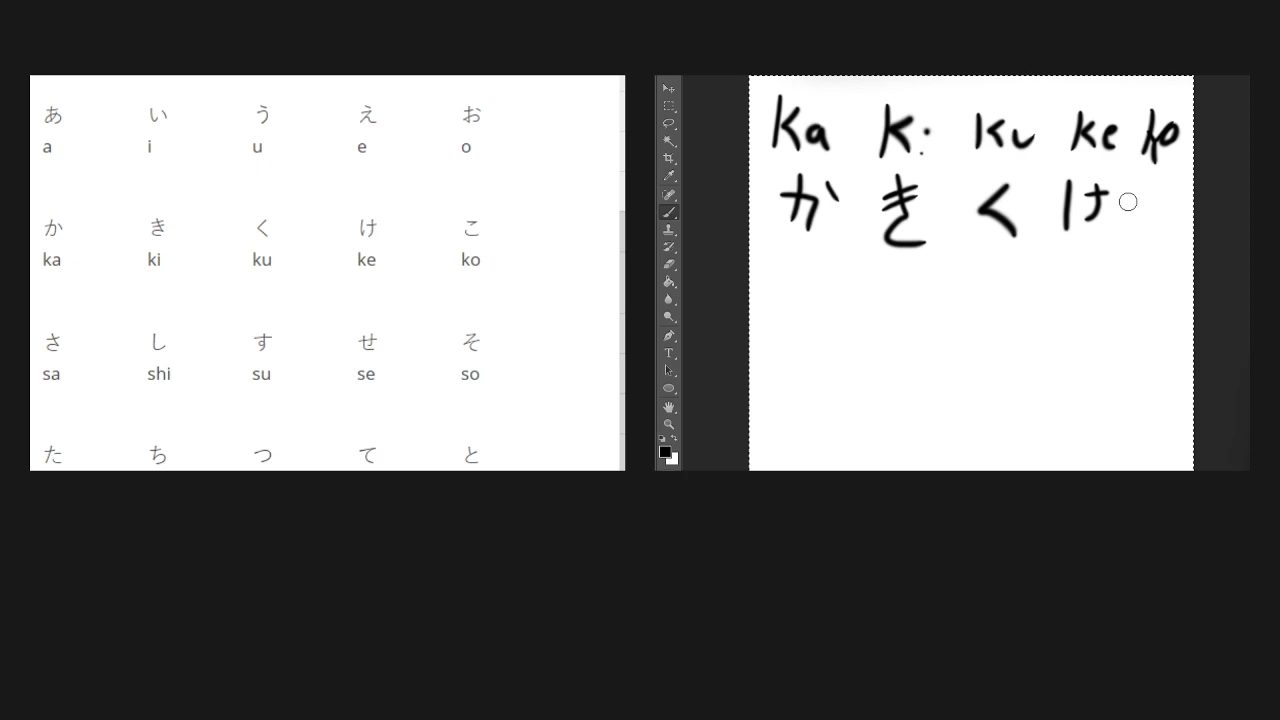 あ い う え お
a i u e o
か き く け こ
ka ki ku ke ko
さ し す せ そ
sa shi su se so
た ち つ て と
Ka Ki Ku Ke ko
か き く け